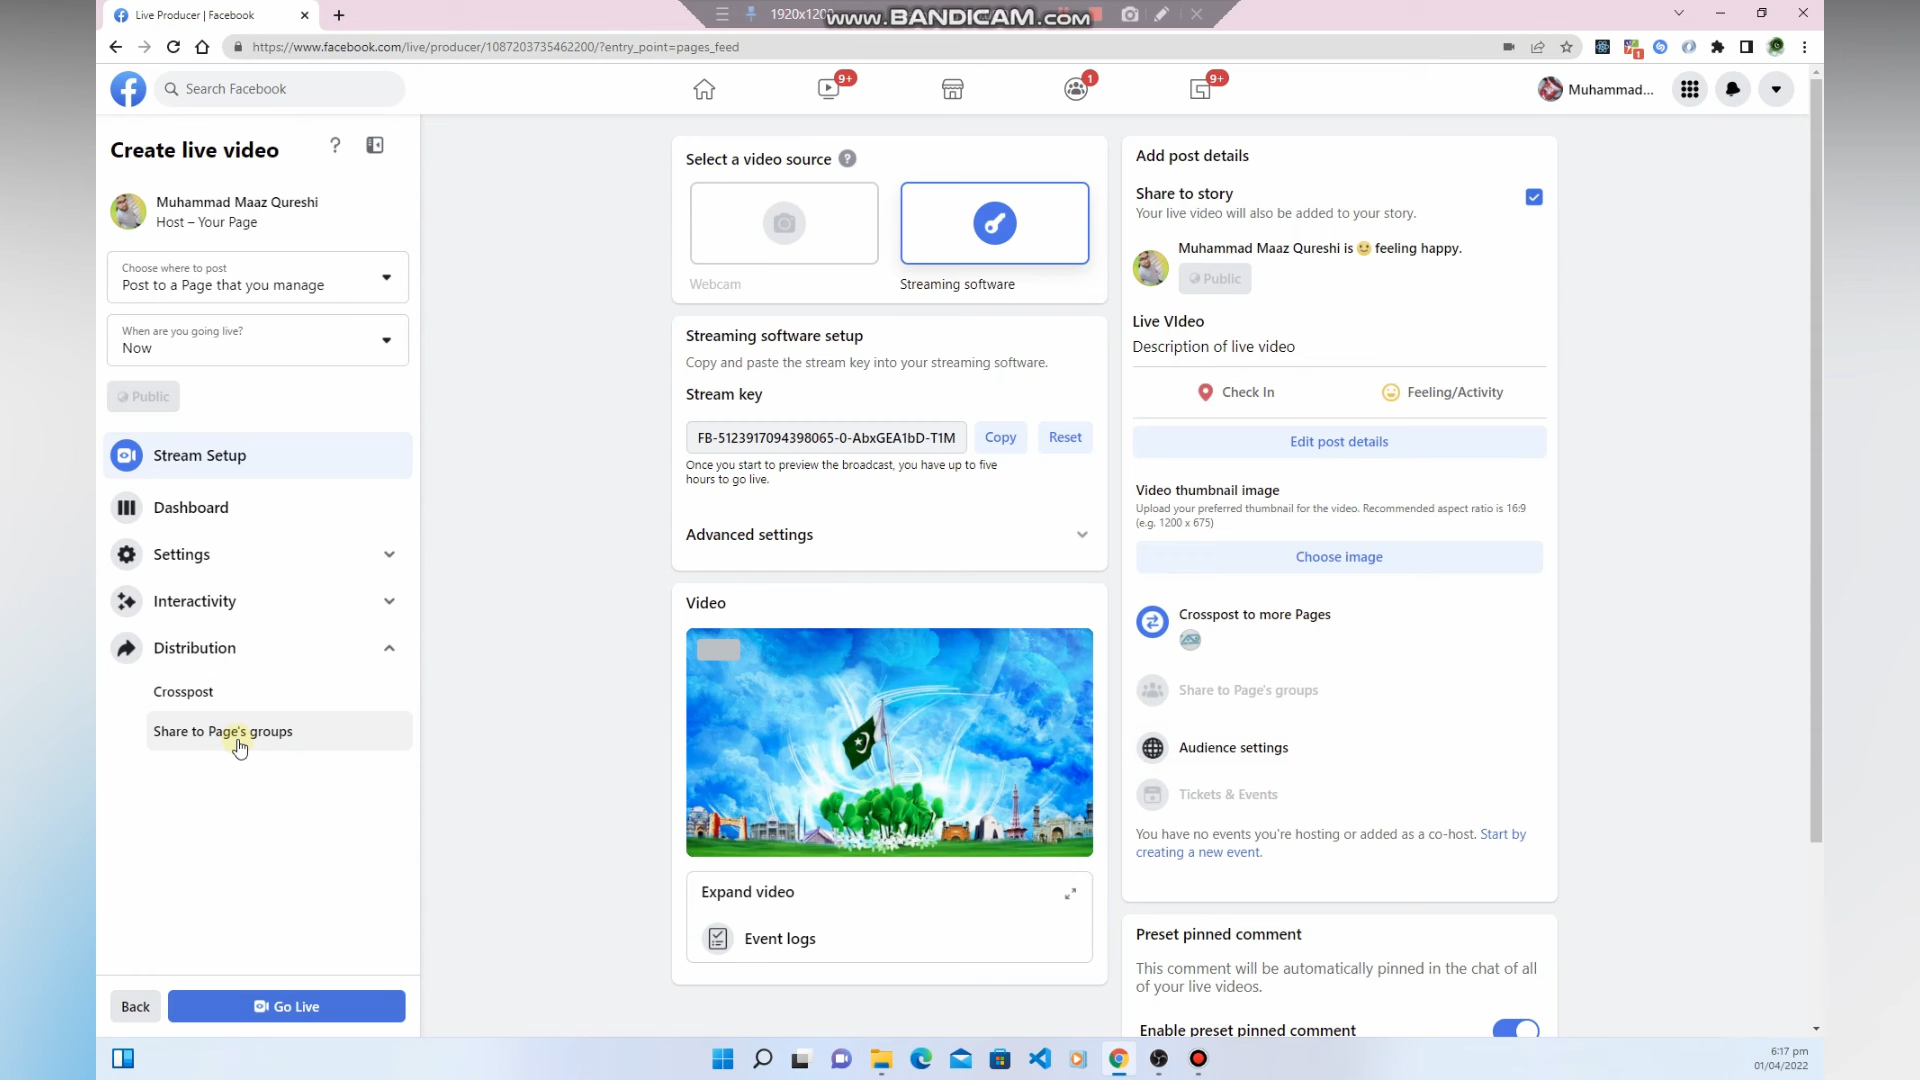 Live Producer | Facebook
1920x1200
www.BANDICAM.com
https://www.facebook.com/live/producer/1087203735462200/?entry_point=pages_feed
1
Search Facebook
9+
1
9+
Muhammad...
Create live video
?
Muhammad Maaz Qureshi
Host – Your Page
Choose where to post
Post to a Page that you manage
When are you going live?
Now
Public
Stream Setup
Dashboard
Settings
Interactivity
Distribution
Crosspost
Share to Page's groups
Back
Go Live
Select a video source ?
Webcam
Streaming software
Streaming software setup
Copy and paste the stream key into your streaming software.
Stream key
FB-5123917094398065-0-AbxGEA1bD-T1M
Copy
Reset
Once you start to preview the broadcast, you have up to five
hours to go live.
Advanced settings
Video
Expand video
Event logs
Add post details
Share to story
Your live video will also be added to your story.
Muhammad Maaz Qureshi is feeling happy.
Public
Live VIdeo
Description of live video
Check In
Feeling/Activity
Edit post details
Video thumbnail image
Upload your preferred thumbnail for the video. Recommended aspect ratio is 16:9
(e.g. 1200 x 675)
Choose image
Crosspost to more Pages
Share to Page's groups
Audience settings
Tickets & Events
You have no events you're hosting or added as a co-host. Start by
creating a new event.
Preset pinned comment
This comment will be automatically pinned in the chat of all
of your live videos.
Enable preset pinned comment
6:17 pm
01/04/2022